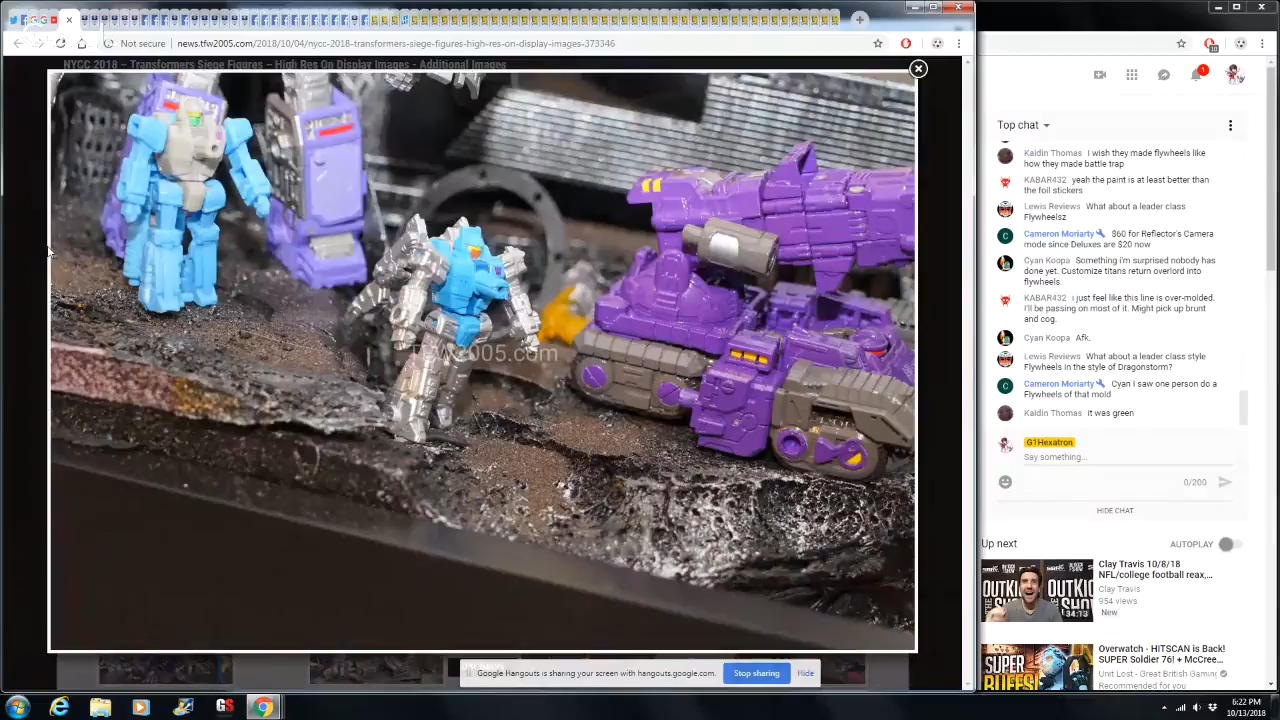 Not secure
news.tfw2005.com/2018/10/04/nycc-2018-transformers-siege-figures-high-res-on-display-images-373346
NYCC 2018 – Transformers Siege Figures – High Res On Display Images - Additional Images
TFW2005.com
Google Hangouts is sharing your screen with hangouts.google.com.
Stop sharing
Hide
10
1
Top chat
Kaidin Thomas I wish they made flywheels like
how they made battle trap
KABAR432 yeah the paint is at least better than
the foil stickers
Lewis Reviews What about a leader class
Flywheelsz
Cameron Moriarty $60 for Reflector's Camera
mode since Deluxes are $20 now
Cyan Koopa Something i'm surprised nobody has
done yet. Customize titans return overlord into
flywheels.
KABAR432 i just feel like this line is over-molded.
I'll be passing on most of it. Might pick up brunt
and cog.
Cyan Koopa Afk.
Lewis Reviews What about a leader class style
Flywheels in the style of Dragonstorm?
Cameron Moriarty Cyan I saw one person do a
Flywheels of that mold
Kaidin Thomas it was green
G1Hexatron
Say something...
0/200
HIDE CHAT
Up next
AUTOPLAY
Clay Travis 10/8/18
NFL/college football reax,...
Clay Travis
954 views
New
34:13
Overwatch - HITSCAN is Back!
SUPER Soldier 76! + McCree...
Unit Lost - Great British Gaming
Recommended for you
SUPER
BUFFS!
GS
6:22 PM
10/13/2018